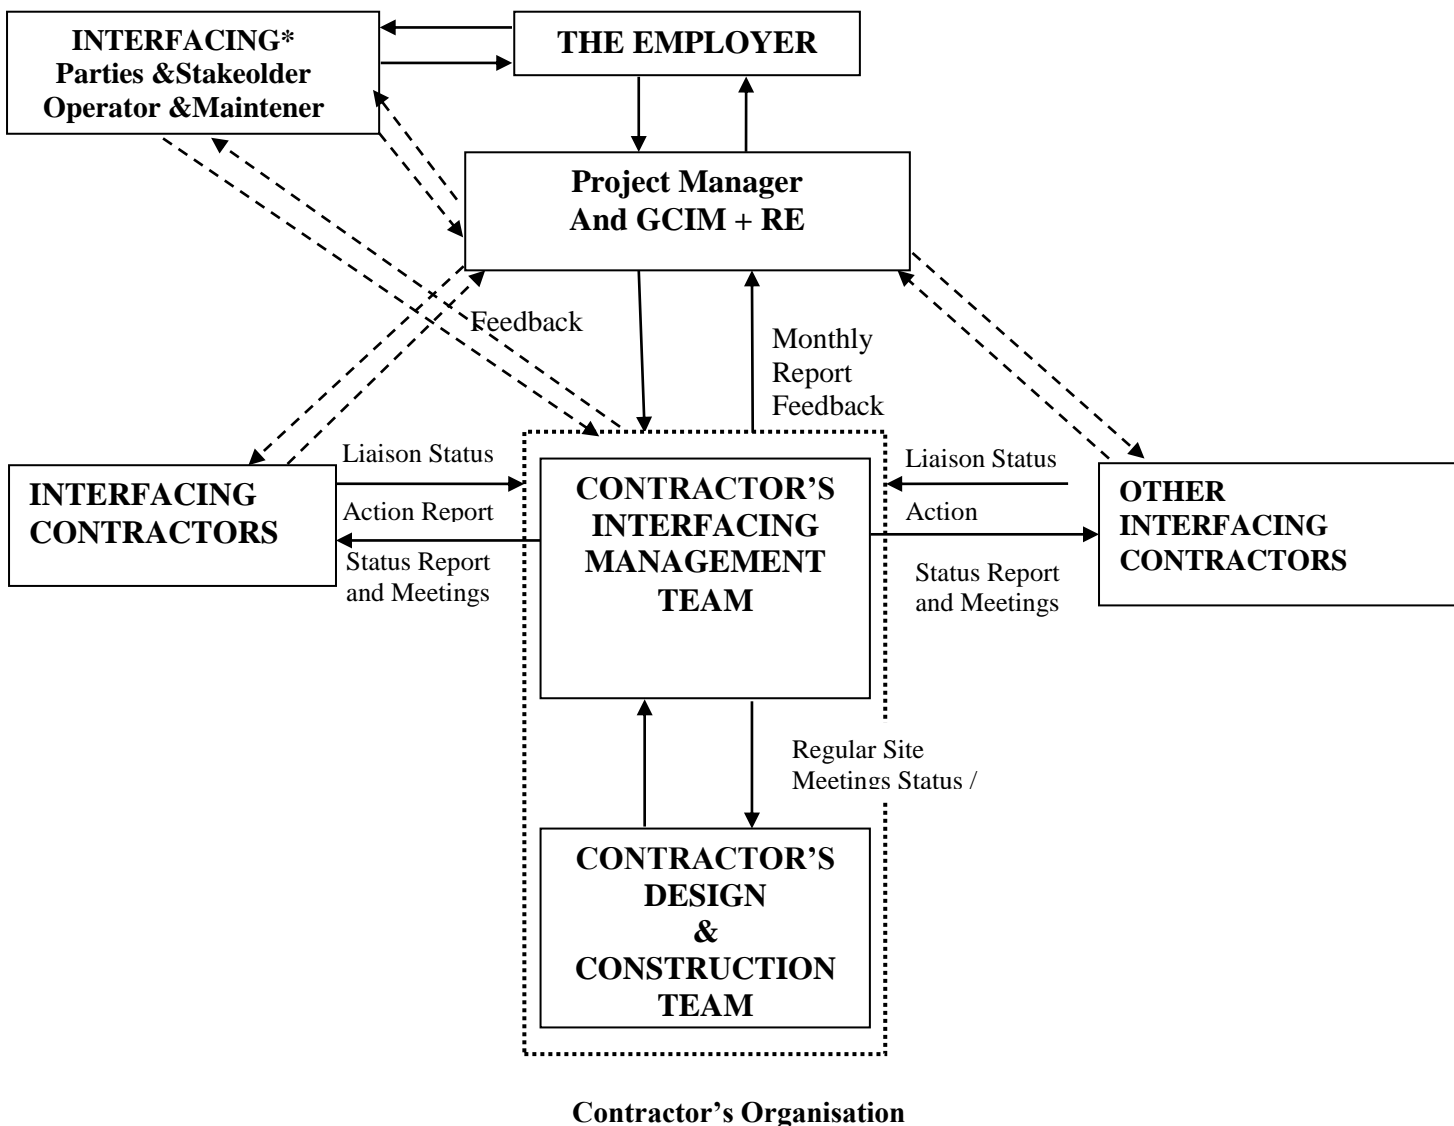 INTERFACING*
Parties &Stakeolder
Operator &Maintener
THE EMPLOYER
Project Manager
And GCIM + RE
Feedback
Monthly
Report
Feedback
Liaison Status
Action Report
Status Report
and Meetings
INTERFACING
CONTRACTORS
CONTRACTOR’S
INTERFACING
MANAGEMENT
TEAM
Liaison Status
Action
Status Report
and Meetings
OTHER
INTERFACING
CONTRACTORS
Regular Site
Meetings Status /
CONTRACTOR’S
DESIGN
&
CONSTRUCTION
TEAM
Contractor’s Organisation